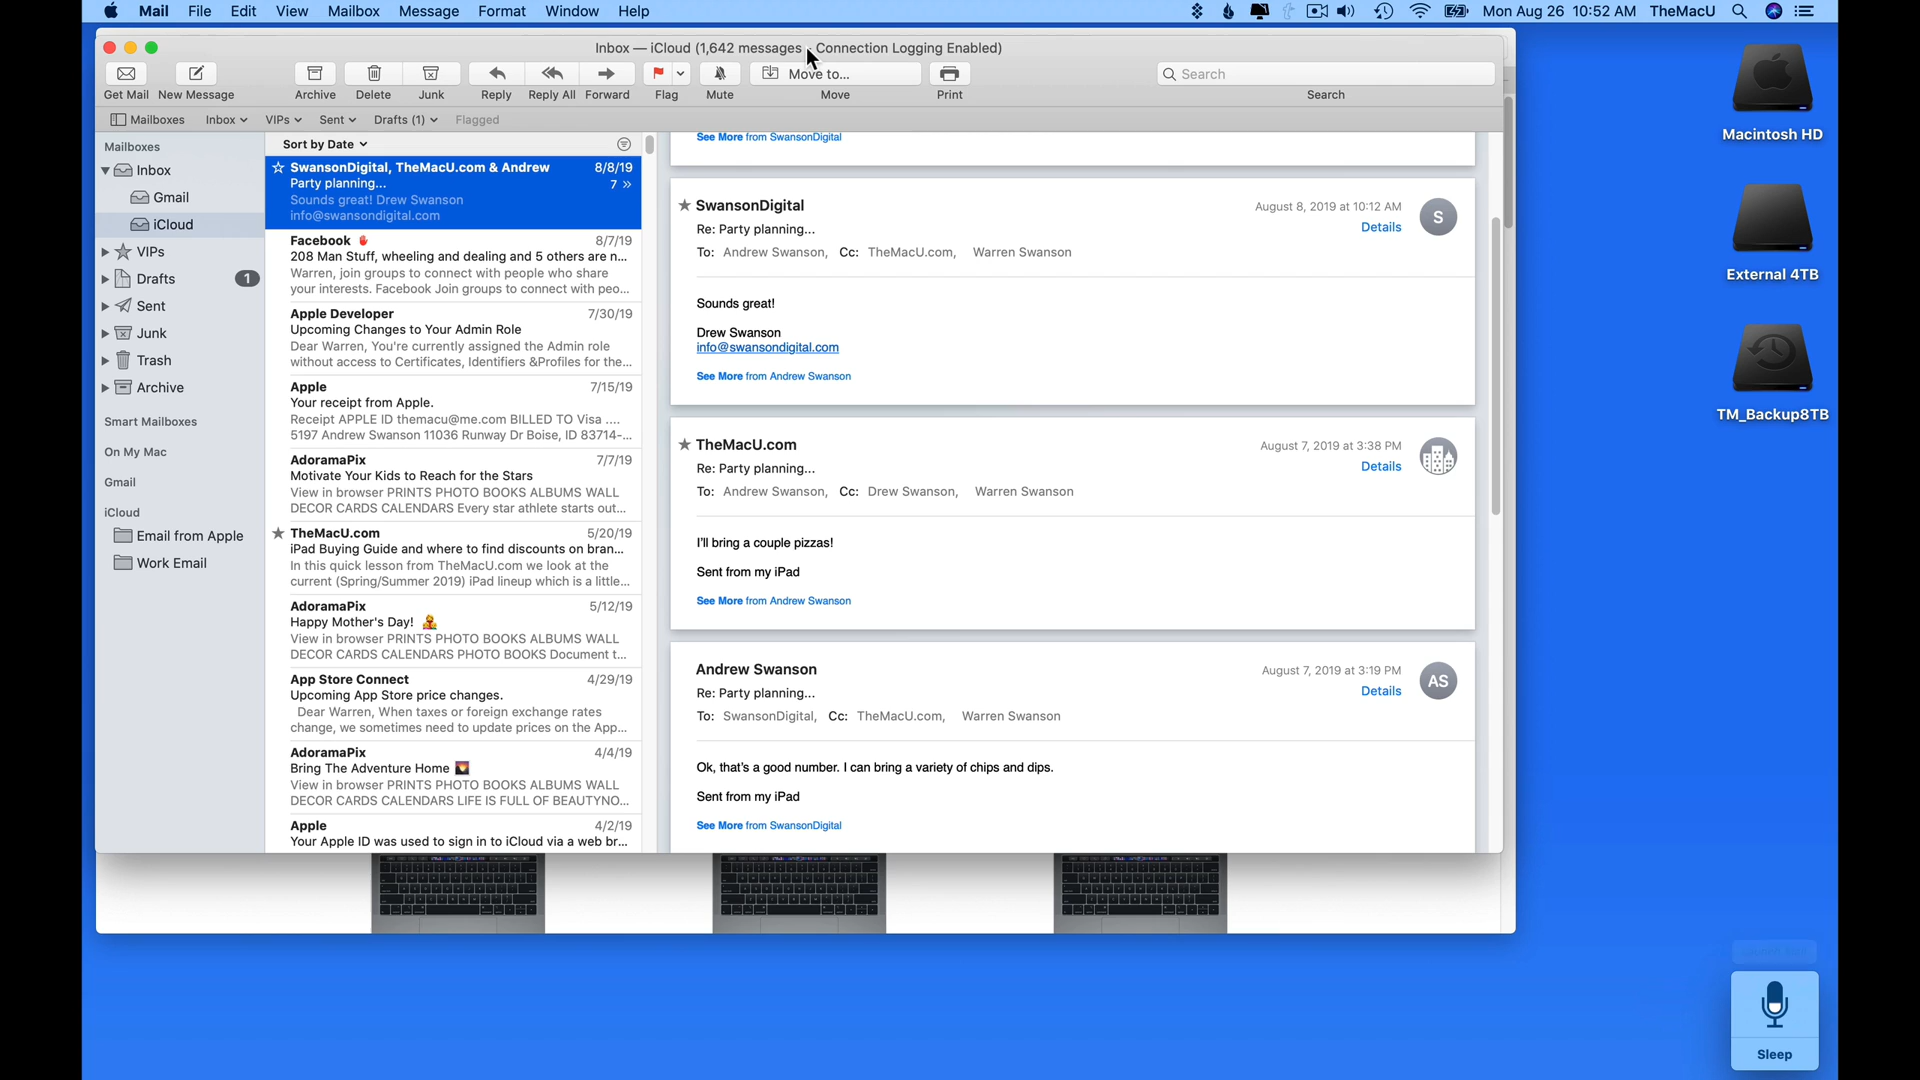 Mail File Edit View Mailbox Message Format Window Help Mon Aug 26 10:52 AM TheMacU
Inbox — iCloud (1,642 messages, Connection Logging Enabled)
Move to... Search
Get Mail New Message Archive Delete Junk Reply Reply All Forward Flag Mute Move Print Search
Mailboxes Inbox VIPs Sent Drafts (1) Flagged
Mailboxes
Inbox
Gmail
iCloud
VIPs
Drafts 1
Sent
Junk
Trash
Archive
Smart Mailboxes
On My Mac
Gmail
iCloud
Email from Apple
Work Email
Sort by Date
SwansonDigital, TheMacU.com & Andrew 8/8/19
Party planning... 7 »
Sounds great! Drew Swanson
info@swansondigital.com
Facebook 8/7/19
208 Man Stuff, wheeling and dealing and 5 others are n...
Warren, join groups to connect with people who share
your interests. Facebook Join groups to connect with peo...
Apple Developer 7/30/19
Upcoming Changes to Your Admin Role
Dear Warren, You're currently assigned the Admin role
without access to Certificates, Identifiers &Profiles for the...
Apple 7/15/19
Your receipt from Apple.
Receipt APPLE ID themacu@me.com BILLED TO Visa ....
5197 Andrew Swanson 11036 Runway Dr Boise, ID 83714-...
AdoramaPix 7/7/19
Motivate Your Kids to Reach for the Stars
View in browser PRINTS PHOTO BOOKS ALBUMS WALL
DECOR CARDS CALENDARS Every star athlete starts out...
TheMacU.com 5/20/19
iPad Buying Guide and where to find discounts on bran...
In this quick lesson from TheMacU.com we look at the
current (Spring/Summer 2019) iPad lineup which is a little...
AdoramaPix 5/12/19
Happy Mother's Day!
View in browser PRINTS PHOTO BOOKS ALBUMS WALL
DECOR CARDS CALENDARS PHOTO BOOKS Document t...
App Store Connect 4/29/19
Upcoming App Store price changes.
Dear Warren, When taxes or foreign exchange rates
change, we sometimes need to update prices on the App...
AdoramaPix 4/4/19
Bring The Adventure Home
View in browser PRINTS PHOTO BOOKS ALBUMS WALL
DECOR CARDS CALENDARS LIFE IS FULL OF BEAUTYNO...
Apple 4/2/19
Your Apple ID was used to sign in to iCloud via a web br...
See More from SwansonDigital
SwansonDigital August 8, 2019 at 10:12 AM S
Re: Party planning... Details
To: Andrew Swanson, Cc: TheMacU.com, Warren Swanson
Sounds great!
Drew Swanson
info@swansondigital.com
See More from Andrew Swanson
TheMacU.com August 7, 2019 at 3:38 PM
Re: Party planning... Details
To: Andrew Swanson, Cc: Drew Swanson, Warren Swanson
I'll bring a couple pizzas!
Sent from my iPad
See More from Andrew Swanson
Andrew Swanson August 7, 2019 at 3:19 PM AS
Re: Party planning... Details
To: SwansonDigital, Cc: TheMacU.com, Warren Swanson
Ok, that's a good number. I can bring a variety of chips and dips.
Sent from my iPad
See More from SwansonDigital
Macintosh HD
External 4TB
TM_Backup8TB
Sleep